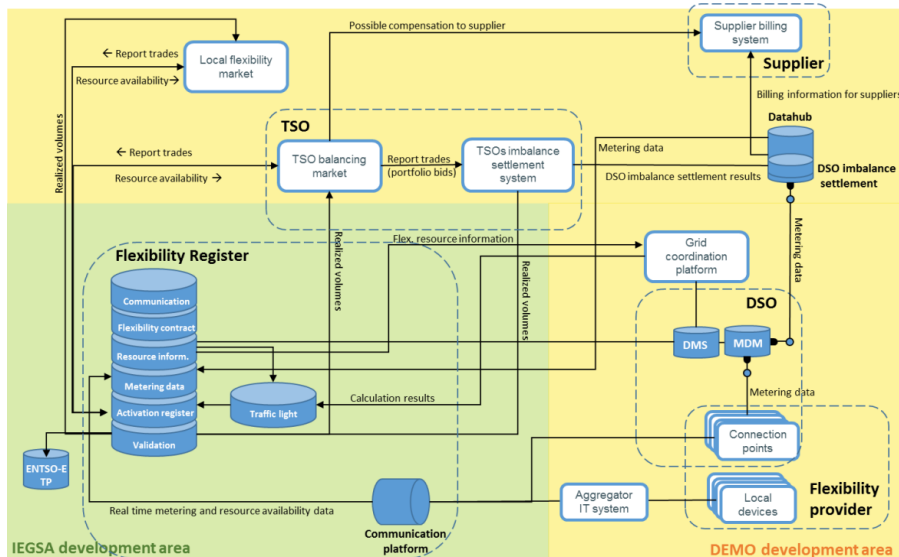 Possible compensation to supplier
Supplier billing
system
Supplier
← Report trades
Local flexibility
market
Resource availability→
Billing information for suppliers
Realized volumes
TSO
Datahub
Metering data
← Report trades
TSO balancing
market
Report trades
(portfolio bids)
TSOs imbalance
settlement
system
Resource availability →
DSO imbalance settlement results
DSO imbalance
settlement
Metering data
Flexibility Register
Realized volumes
Flex, resource information
Realized volumes
Grid
coordination
platform
Communication
DSO
Flexibility contract
Resource inform.
DMS
MDM
Metering data
Metering data
Calculation results
Activation register
Traffic light
Validation
Connection
points
ENTSO-E
TP
Flexibility
provider
Aggregator
IT system
Local
devices
Real time metering and resource availability data
Communication
platform
IEGSA development area
DEMO development area